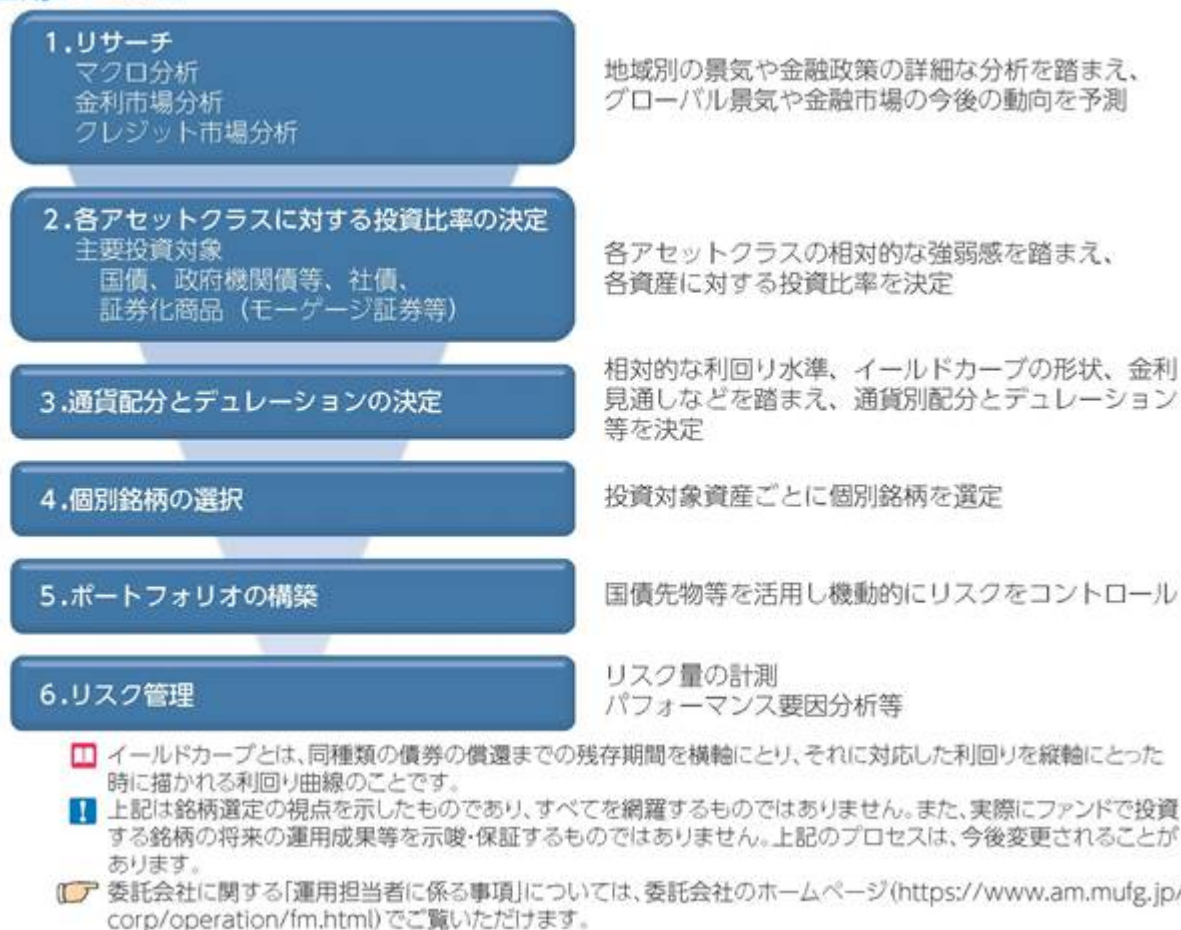 1.リサーチ
マクロ分析
金利市場分析
クレジット市場分析
地域別の景気や金融政策の詳細な分析を踏まえ、
グローバル景気や金融市場の今後の動向を予測
2.各アセットクラスに対する投資比率の決定
主要投資対象
国債、政府機関債等、社債、
証券化商品（モーゲージ証券等）
各アセットクラスの相対的な強弱感を踏まえ、
各資産に対する投資比率を決定
3.通貨配分とデュレーションの決定
相対的な利回り水準、イールドカーブの形状、金利
見通しなどを踏まえ、通貨別配分とデュレーション
等を決定
4.個別銘柄の選択
投資対象資産ごとに個別銘柄を選定
5.ポートフォリオの構築
国債先物等を活用し機動的にリスクをコントロール
6.リスク管理
リスク量の計測
パフォーマンス要因分析等
イールドカーブとは、同種類の債券の償還までの残存期間を横軸にとり、それに対応した利回りを縦軸にとった
時に描かれる利回り曲線のことです。
上記は銘柄選定の視点を示したものであり、すべてを網羅するものではありません。また、実際にファンドで投資
する銘柄の将来の運用成果等を示唆・保証するものではありません。上記のプロセスは、今後変更されることが
あります。
委託会社に関する「運用担当者に係る事項」については、委託会社のホームページ(https://www.am.mufg.jp/
corp/operation/fm.html)でご覧いただけます。